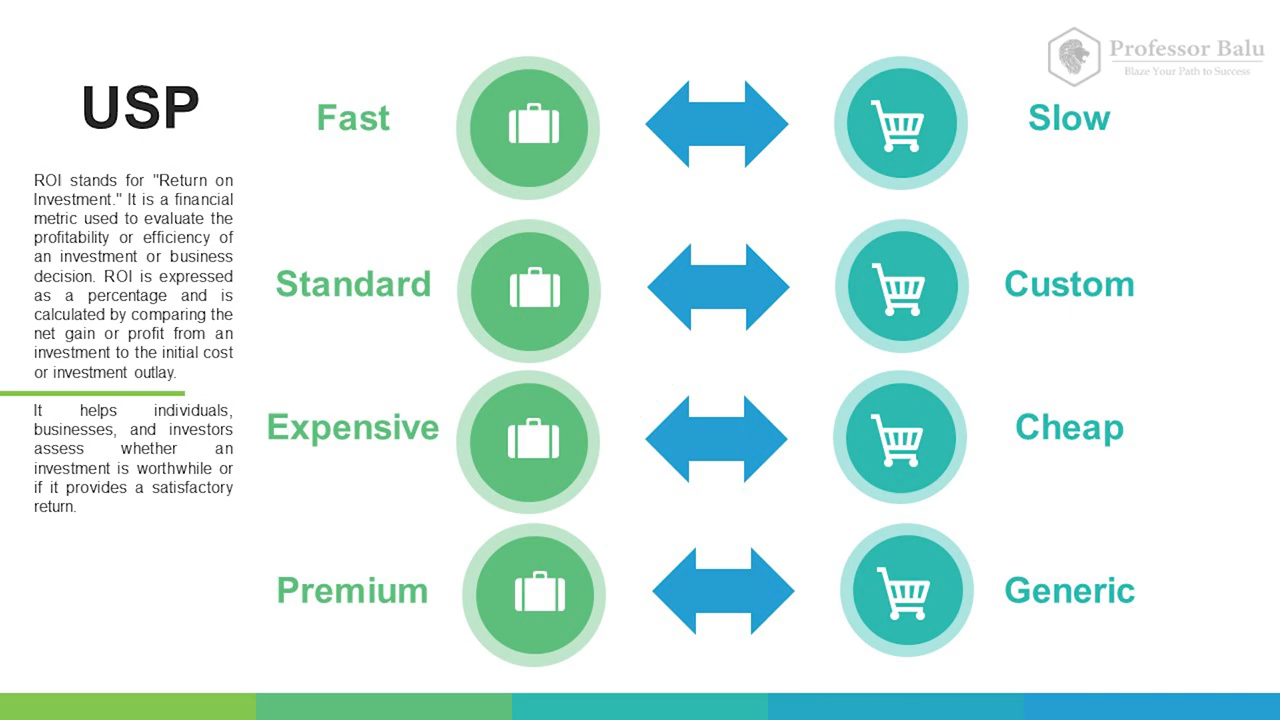 Professor Balu
Blaze Your Path to Success
USP
ROI stands for "Return on
Investment." It is a financial
metric used to evaluate the
profitability or efficiency of
an investment or business
decision. ROI is expressed
as a percentage and is
calculated by comparing the
net gain or profit from an
investment to the initial cost
or investment outlay.
It helps individuals,
businesses, and investors
assess whether an
investment is worthwhile or
if it provides a satisfactory
return.
Fast
Slow
Standard
Custom
Expensive
Cheap
Premium
Generic